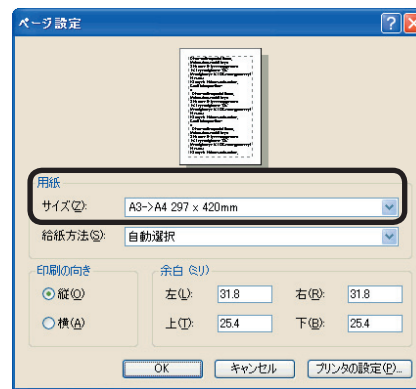 ページ設定
用紙
サイズ(Z): A3->A4 297 x 420mm
給紙方法(S): 自動選択
印刷の向き
縦(O)
横(A)
余白 (ミリ)
左(L): 31.8 右(R): 31.8
上(T): 25.4 下(B): 25.4
OK キャンセル プリンタの設定(P)...